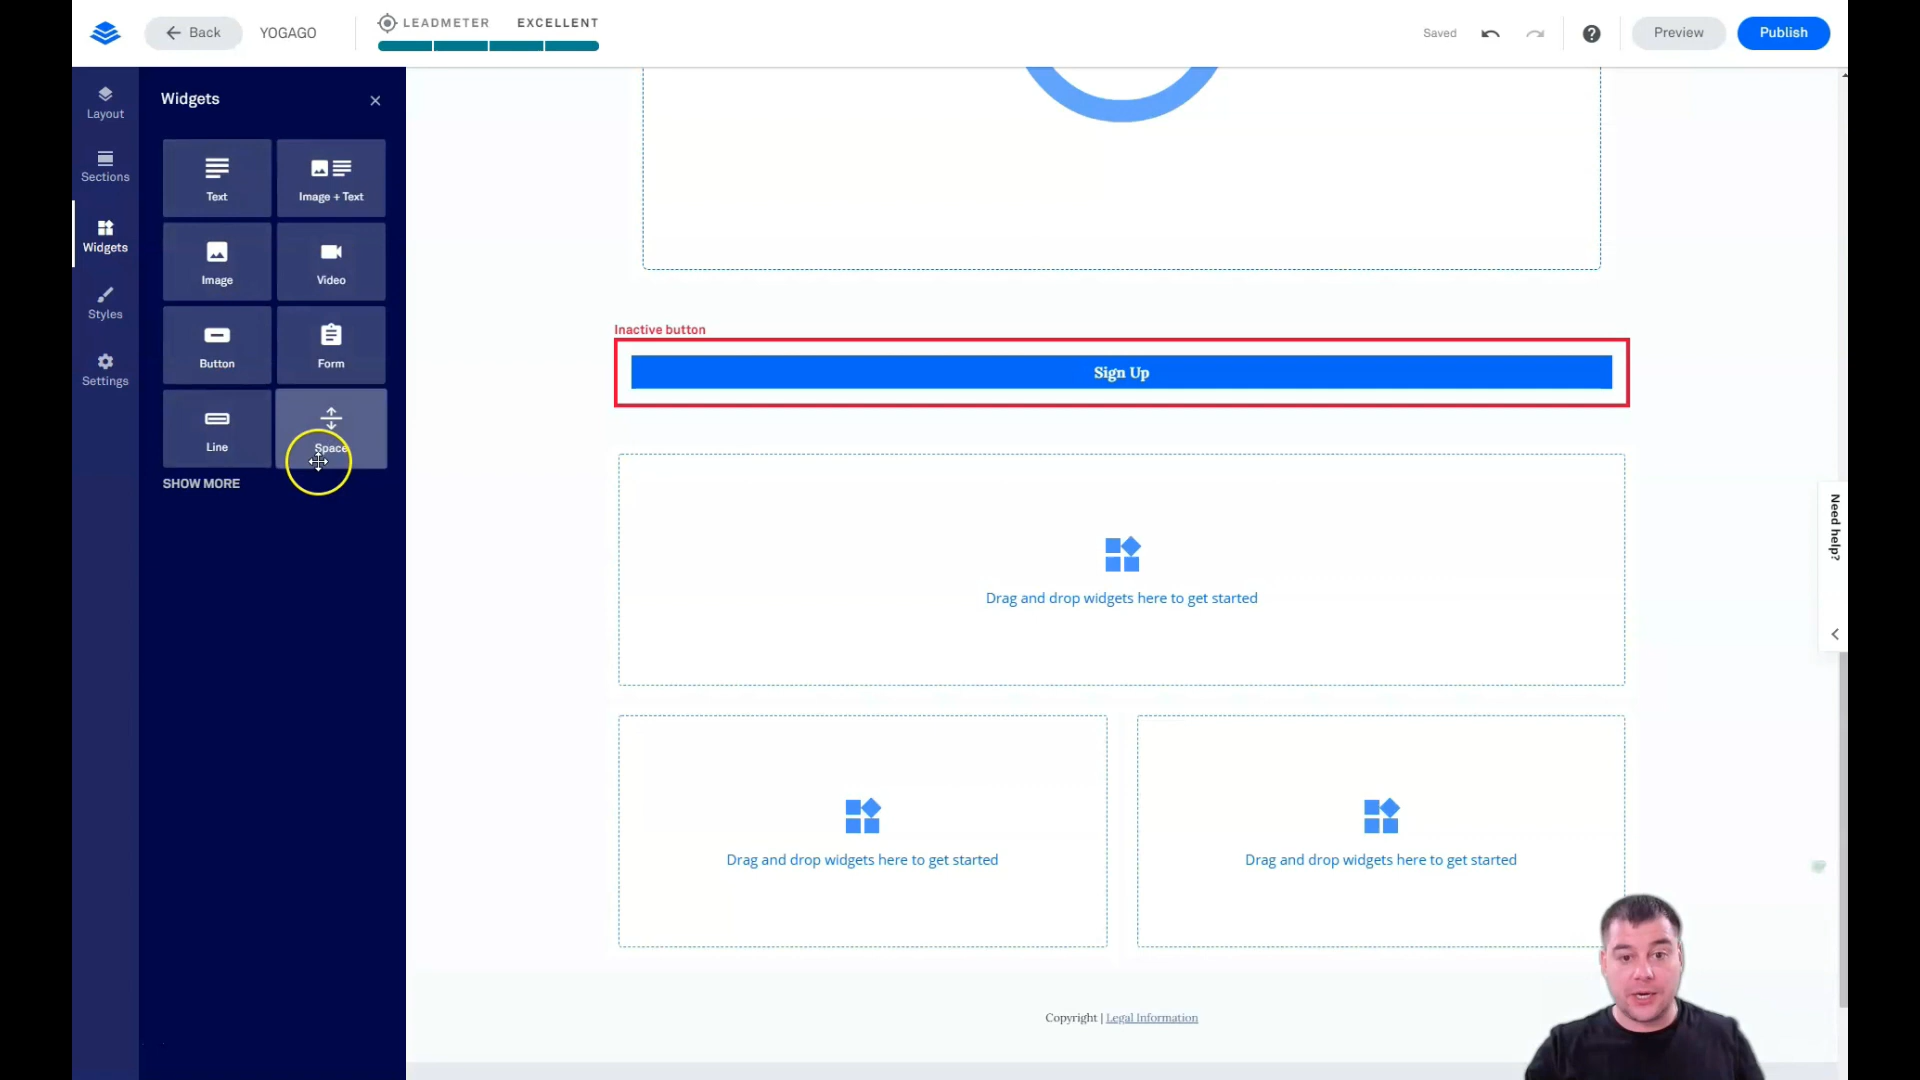 Back
YOGAGO
LEADMETER EXCELLENT
Saved
Preview
Publish
Layout
Sections
Widgets
Styles
Settings
Widgets
Text
Image + Text
Image
Video
Button
Form
Line
Space
SHOW MORE
Inactive button
Sign Up
Drag and drop widgets here to get started
Drag and drop widgets here to get started
Drag and drop widgets here to get started
Copyright | Legal Information
Need help?